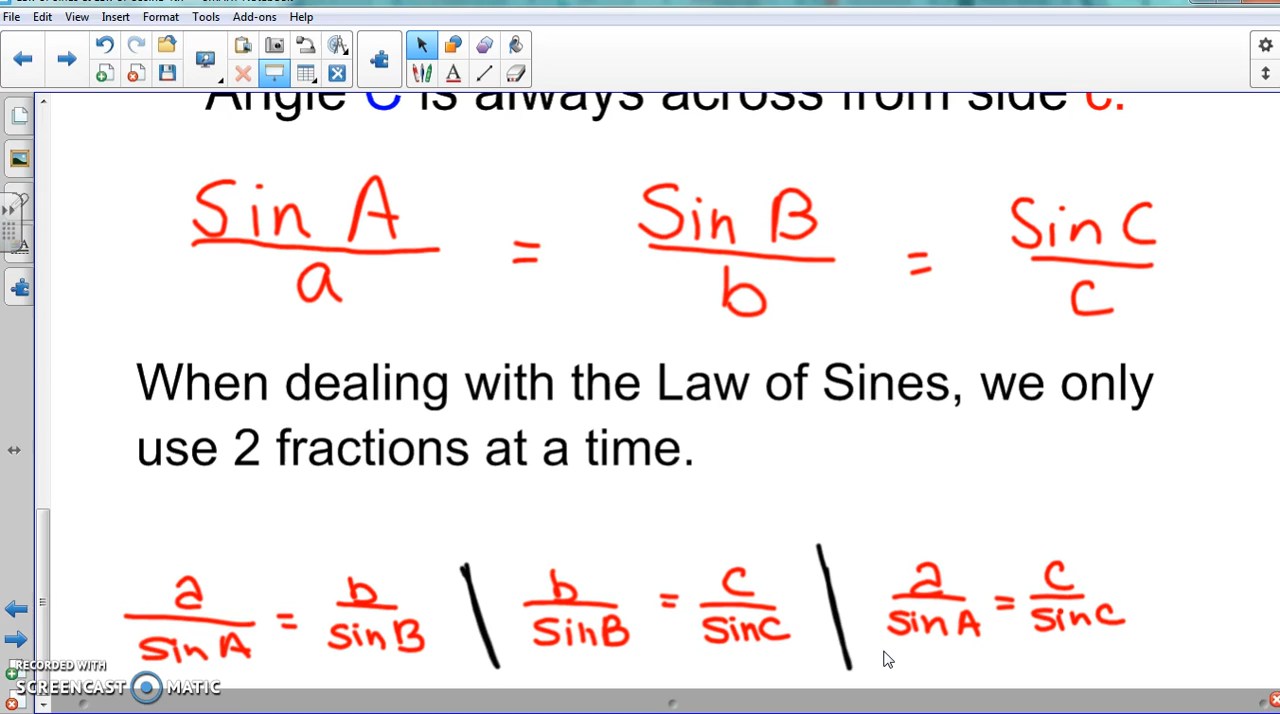 File Edit View Insert Format Tools Add-ons Help
Angle C is always across from side c.
Sin A = Sin B = Sin C
a b c
When dealing with the Law of Sines, we only
use 2 fractions at a time.
a = b b = c a = c
sin A sin B sin B sin C sin A sin C
RECORDED WITH
SCREENCAST MATIC